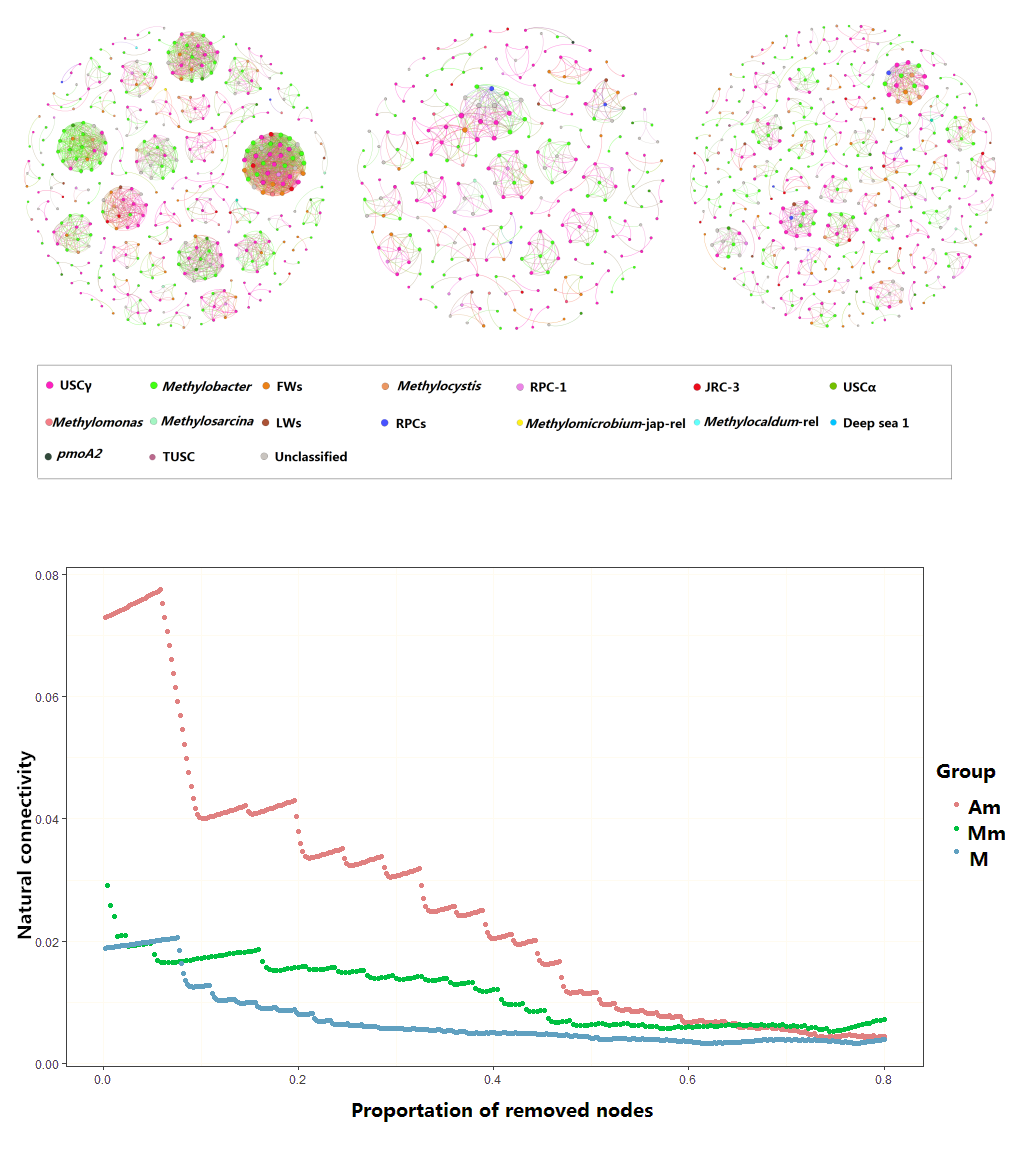 USCγ Methylobacter FWs Methylocystis RPC-1 JRC-3 USCα
Methylomonas Methylosarcina LWs RPCs Methylomicrobium-jap-rel Methylocaldum-rel Deep sea 1
pmoA2 TUSC Unclassified
0.08
0.06
0.04
0.02
0.00
Natural connectivity
0.0 0.2 0.4 0.6 0.8
Proportation of removed nodes
Group
Am
Mm
M